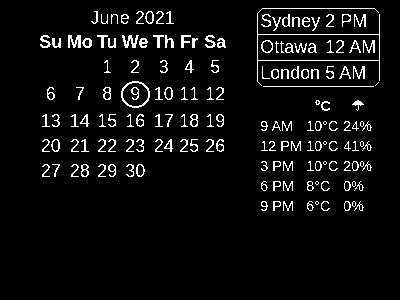 June 2021
Su Mo Tu We Th Fr Sa
1 2 3 4 5
6 7 8 9 10 11 12
13 14 15 16 17 18 19
20 21 22 23 24 25 26
27 28 29 30
Sydney 2 PM
Ottawa 12 AM
London 5 AM
°C ☂
9 AM 10°C 24%
12 PM 10°C 41%
3 PM 10°C 20%
6 PM 8°C 0%
9 PM 6°C 0%